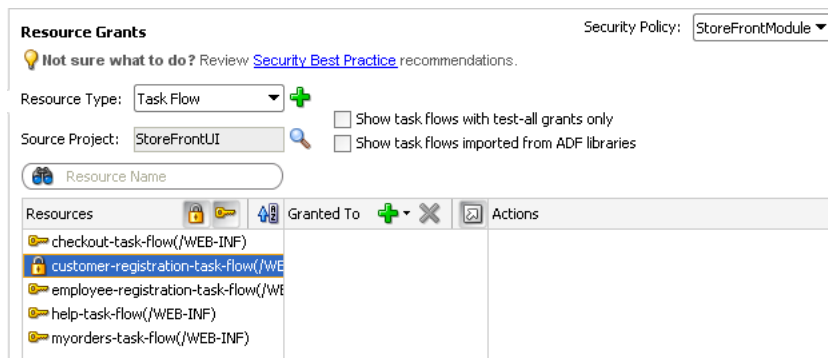 Resource Grants
Security Policy: StoreFrontModule
Not sure what to do? Review Security Best Practice recommendations.
Resource Type: Task Flow
Show task flows with test-all grants only
Source Project: StoreFrontUI
Show task flows imported from ADF libraries
Resource Name
Resources Granted To Actions
checkout-task-flow(/WEB-INF)
customer-registration-task-flow(/WE
employee-registration-task-flow(/WE
help-task-flow(/WEB-INF)
myorders-task-flow(/WEB-INF)